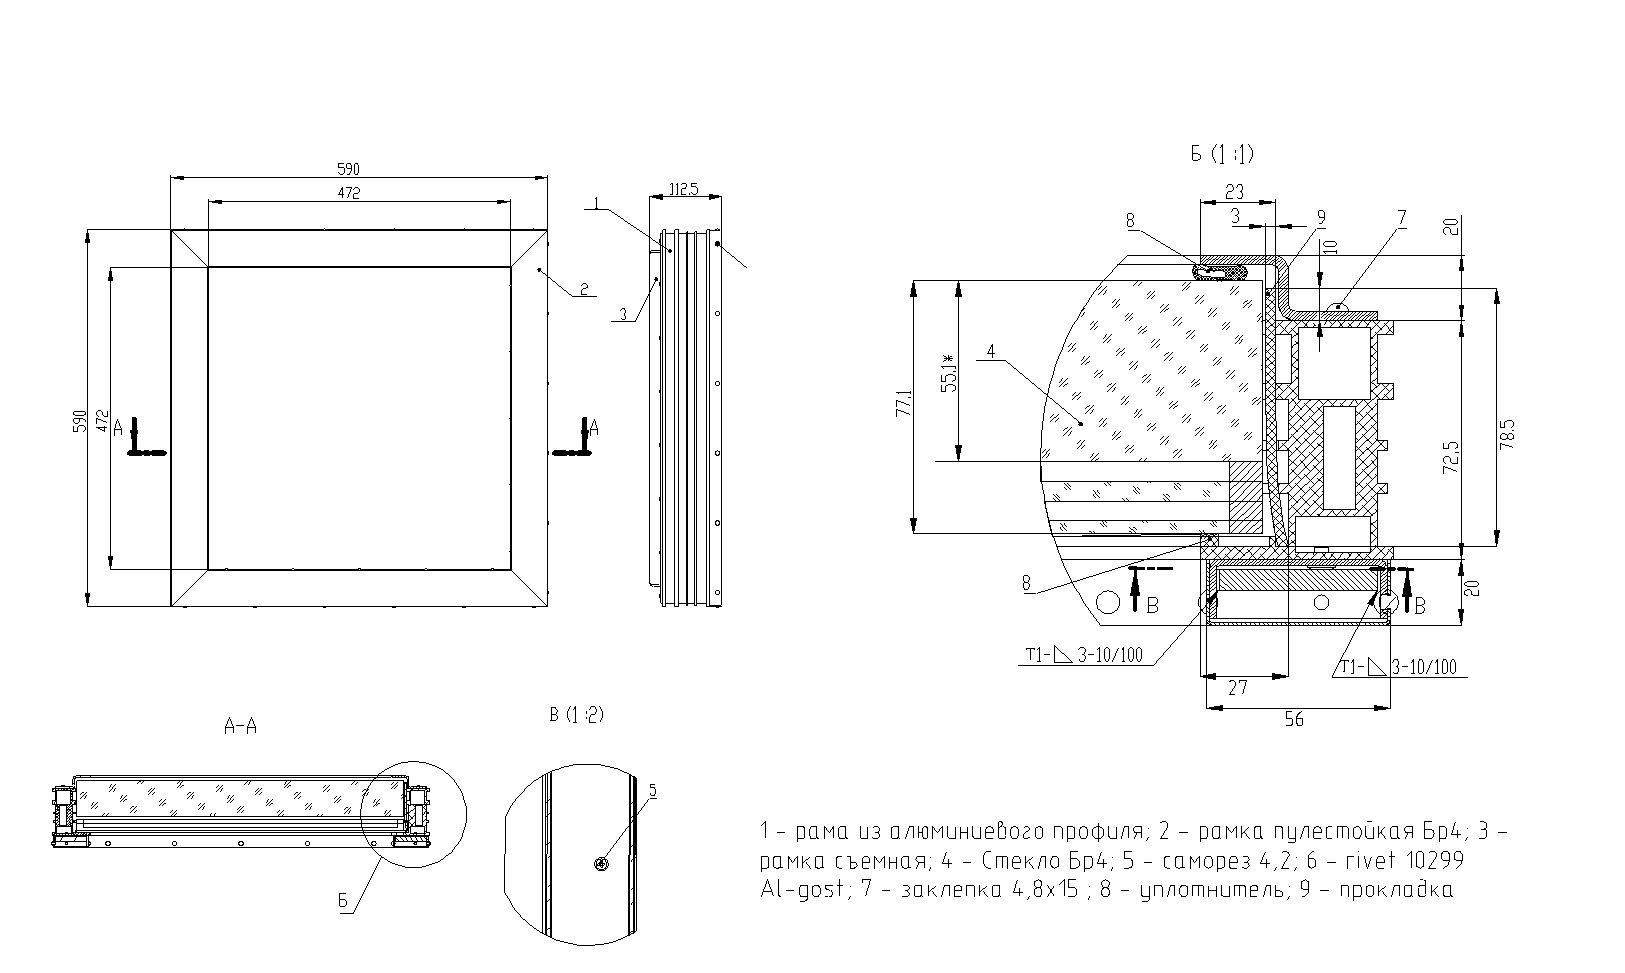 Б (1 :1)
590
472
112.5
1
2
3
590
472
А
А
23
3
9
7
8
10
20
4
55.1*
77.1
72.5
78.5
8
В
В
20
Т1-⊿ 3-10/100
Т1-⊿ 3-10/100
27
56
А-А
В (1 :2)
5
Б
1 - рама из алюминиевого профиля; 2 - рамка пулестойкая Бр4; 3 -
рамка съемная; 4 - Стекло Бр4; 5 - саморез 4,2; 6 - rivet 10299
Al-gost; 7 - заклепка 4,8x15 ; 8 - уплотнитель; 9 - прокладка